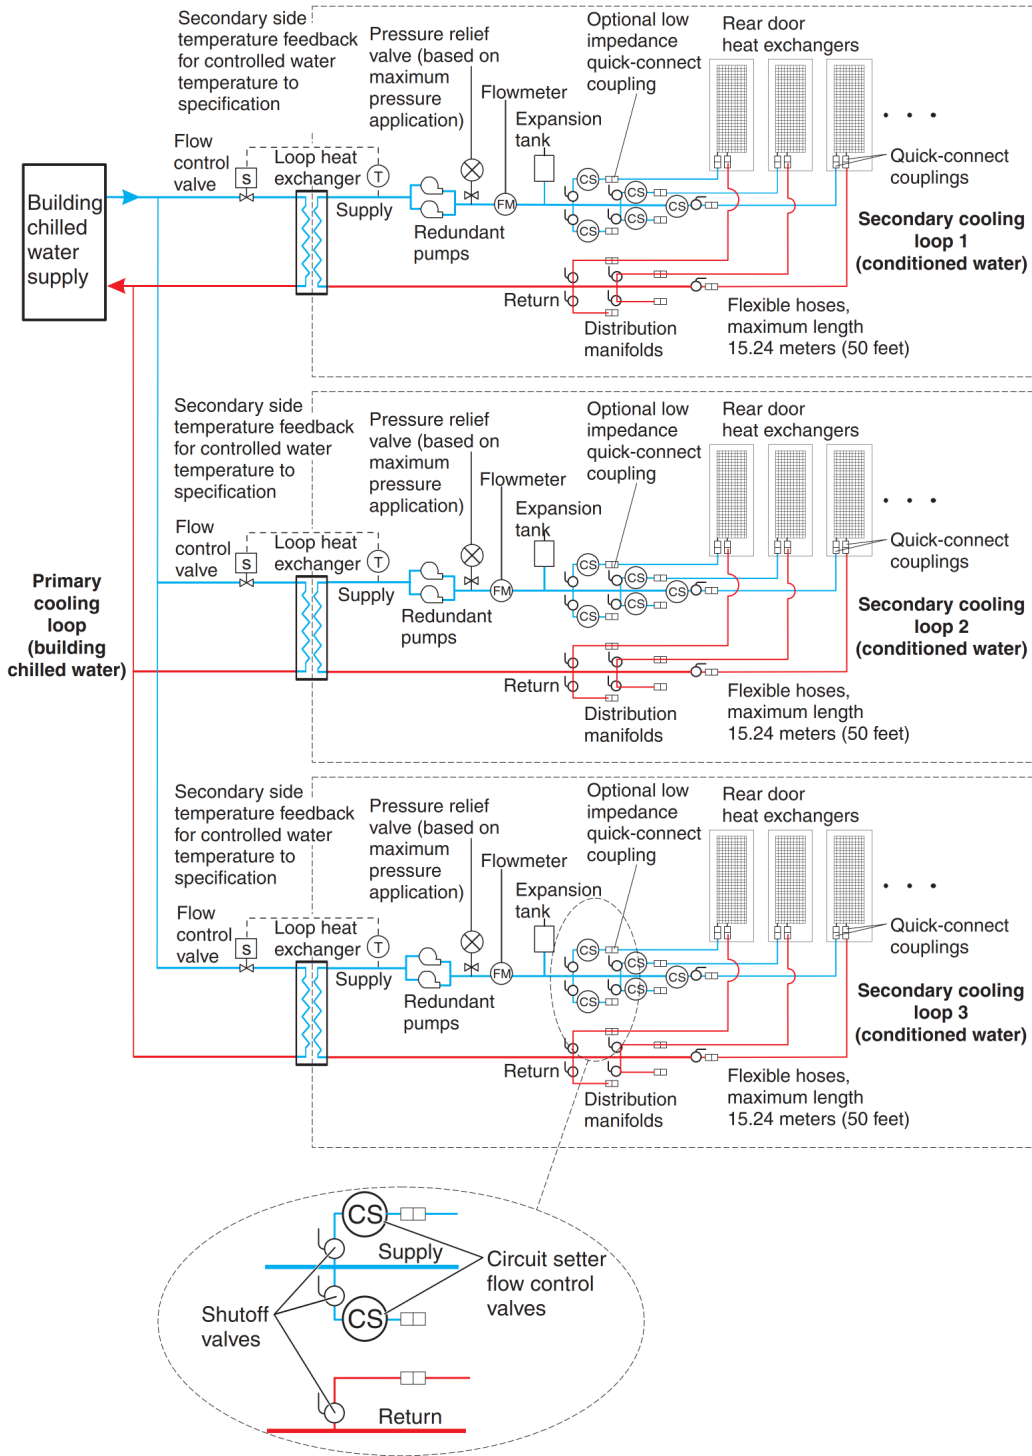 Secondary side
temperature feedback
for controlled water
temperature to
specification
Pressure relief
valve (based on
maximum
pressure
application)
Flowmeter
Expansion
tank
Optional low
impedance
quick-connect
coupling
Rear door
heat exchangers
Flow
control
valve
S
Loop heat
exchanger
T
Supply
Redundant
pumps
FM
CS
CS
CS
CS
CS
Quick-connect
couplings
Building
chilled
water
supply
Secondary cooling
loop 1
(conditioned water)
Return
Distribution
manifolds
Flexible hoses,
maximum length
15.24 meters (50 feet)
Secondary side
temperature feedback
for controlled water
temperature to
specification
Pressure relief
valve (based on
maximum
pressure
application)
Flowmeter
Expansion
tank
Optional low
impedance
quick-connect
coupling
Rear door
heat exchangers
Flow
control
valve
S
Loop heat
exchanger
T
Supply
Redundant
pumps
FM
CS
CS
CS
CS
CS
Quick-connect
couplings
Primary
cooling
loop
(building
chilled water)
Secondary cooling
loop 2
(conditioned water)
Return
Distribution
manifolds
Flexible hoses,
maximum length
15.24 meters (50 feet)
Secondary side
temperature feedback
for controlled water
temperature to
specification
Pressure relief
valve (based on
maximum
pressure
application)
Flowmeter
Expansion
tank
Optional low
impedance
quick-connect
coupling
Rear door
heat exchangers
Flow
control
valve
S
Loop heat
exchanger
T
Supply
Redundant
pumps
FM
CS
CS
CS
CS
CS
Quick-connect
couplings
Secondary cooling
loop 3
(conditioned water)
Return
Distribution
manifolds
Flexible hoses,
maximum length
15.24 meters (50 feet)
CS
Supply
CS
Circuit setter
flow control
valves
Shutoff
valves
Return